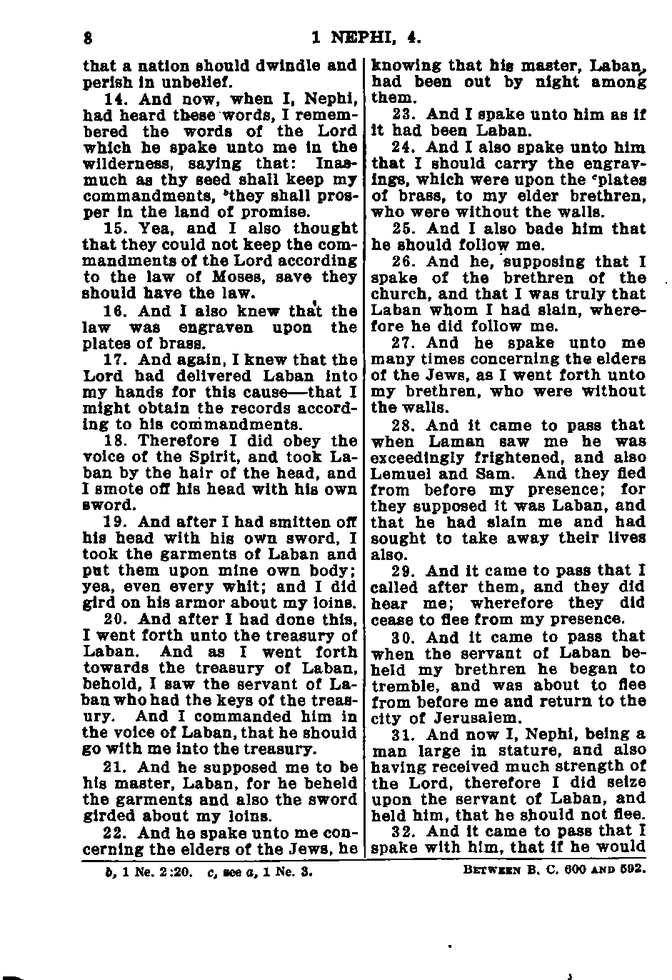 8
1 NEPHI, 4.
that a nation should dwindle and
perish in unbelief.
14. And now, when I, Nephi,
had heard these words, I remem-
bered the words of the Lord
which he spake unto me in the
wilderness, saying that: Inas-
much as thy seed shall keep my
commandments, ᵇthey shall pros-
per in the land of promise.
15. Yea, and I also thought
that they could not keep the com-
mandments of the Lord according
to the law of Moses, save they
should have the law.
16. And I also knew that the
law was engraven upon the
plates of brass.
17. And again, I knew that the
Lord had delivered Laban into
my hands for this cause—that I
might obtain the records accord-
ing to his commandments.
18. Therefore I did obey the
voice of the Spirit, and took La-
ban by the hair of the head, and
I smote off his head with his own
sword.
19. And after I had smitten off
his head with his own sword, I
took the garments of Laban and
put them upon mine own body;
yea, even every whit; and I did
gird on his armor about my loins.
20. And after I had done this,
I went forth unto the treasury of
Laban. And as I went forth
towards the treasury of Laban,
behold, I saw the servant of La-
ban who had the keys of the treas-
ury. And I commanded him in
the voice of Laban, that he should
go with me into the treasury.
21. And he supposed me to be
his master, Laban, for he beheld
the garments and also the sword
girded about my loins.
22. And he spake unto me con-
cerning the elders of the Jews, he
knowing that his master, Laban,
had been out by night among
them.
23. And I spake unto him as if
it had been Laban.
24. And I also spake unto him
that I should carry the engrav-
ings, which were upon the ᶜplates
of brass, to my elder brethren,
who were without the walls.
25. And I also bade him that
he should follow me.
26. And he, supposing that I
spake of the brethren of the
church, and that I was truly that
Laban whom I had slain, where-
fore he did follow me.
27. And he spake unto me
many times concerning the elders
of the Jews, as I went forth unto
my brethren, who were without
the walls.
28. And it came to pass that
when Laman saw me he was
exceedingly frightened, and also
Lemuel and Sam. And they fled
from before my presence; for
they supposed it was Laban, and
that he had slain me and had
sought to take away their lives
also.
29. And it came to pass that I
called after them, and they did
hear me; wherefore they did
cease to flee from my presence.
30. And it came to pass that
when the servant of Laban be-
held my brethren he began to
tremble, and was about to flee
from before me and return to the
city of Jerusalem.
31. And now I, Nephi, being a
man large in stature, and also
having received much strength of
the Lord, therefore I did seize
upon the servant of Laban, and
held him, that he should not flee.
32. And it came to pass that I
spake with him, that if he would
b, 1 Ne. 2:20. c, see a, 1 Ne. 3.
BETWEEN B. C. 600 AND 592.